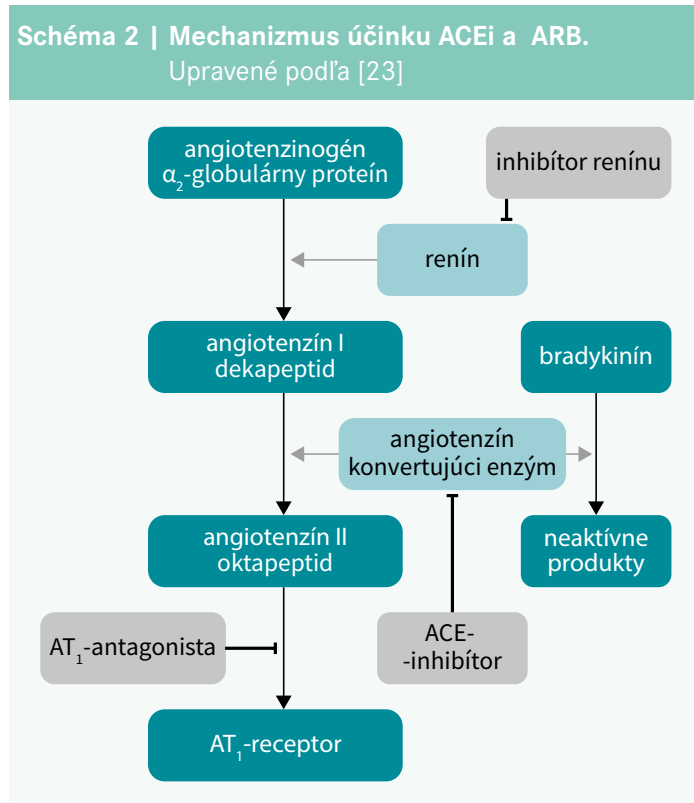 Schéma 2 | Mechanizmus účinku ACEi a ARB.
Upravené podľa [23]
angiotenzinogén
α₂-globulárny proteín
inhibítor renínu
renín
angiotenzín I
dekapeptid
bradykinín
angiotenzín
konvertujúci enzým
angiotenzín II
oktapeptid
neaktívne
produkty
AT₁-antagonista
ACE-
-inhibítor
AT₁-receptor